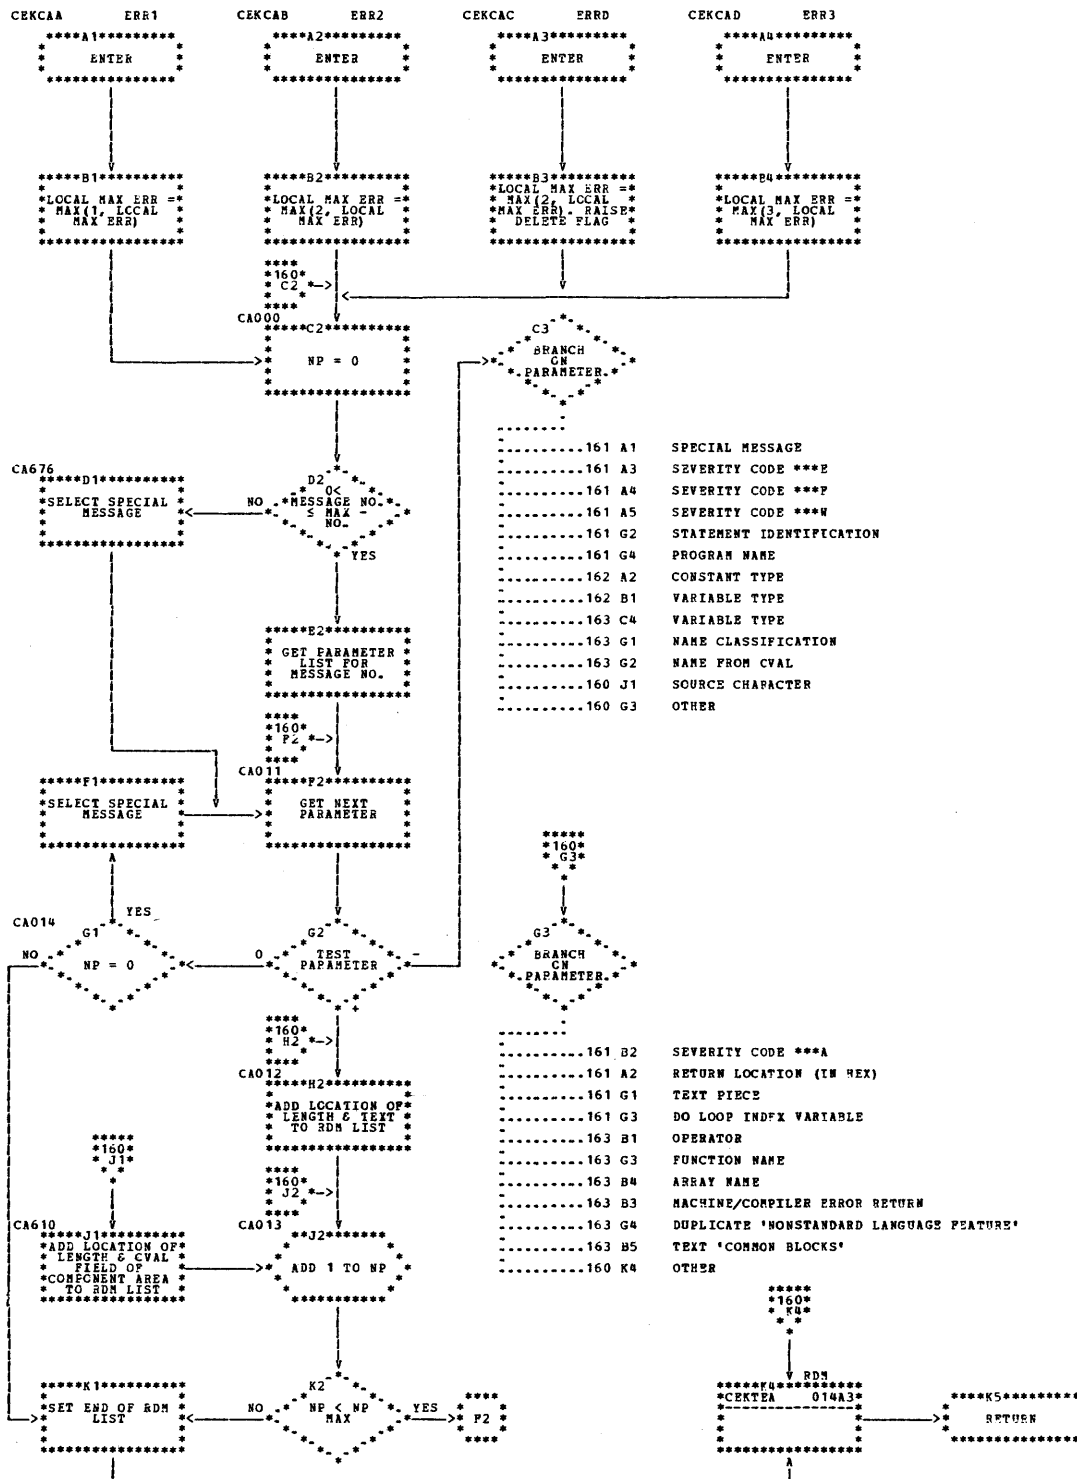 CEKCAA ERR1 CEKCAB ERR2 CEKCAC ERRD CEKCAD ERR3
A1 A2 A3 A4
ENTER ENTER ENTER ENTER
B1 B2 B3 B4
LOCAL MAX ERR = MAX(1, LOCAL MAX ERR)
LOCAL MAX ERR = MAX(2, LOCAL MAX ERR)
LOCAL MAX ERR = MAX(2, LOCAL MAX ERR). RAISE DELETE FLAG
LOCAL MAX ERR = MAX(3, LOCAL MAX ERR)
160 C2
CA000
C2
NP = 0
C3
BRANCH ON PARAMETER
161 A1 SPECIAL MESSAGE
161 A3 SEVERITY CODE ***E
161 A4 SEVERITY CODE ***F
161 A5 SEVERITY CODE ***W
161 G2 STATEMENT IDENTIFICATION
161 G4 PROGRAM NAME
162 A2 CONSTANT TYPE
162 B1 VARIABLE TYPE
163 C4 VARIABLE TYPE
163 G1 NAME CLASSIFICATION
163 G2 NAME FROM CVAL
160 J1 SOURCE CHARACTER
160 G3 OTHER
CA676
D1
SELECT SPECIAL MESSAGE
NO
D2
0< MESSAGE NO. ≤ MAX NO.
YES
E2
GET PARAMETER LIST FOR MESSAGE NO.
160 F2
CA011
F1
SELECT SPECIAL MESSAGE
F2
GET NEXT PARAMETER
160 G3
YES
CA014
NO
G1
NP = 0
0
G2
TEST PARAMETER
-
+
G3
BRANCH ON PARAMETER
161 B2 SEVERITY CODE ***A
161 A2 RETURN LOCATION (IN HEX)
161 G1 TEXT PIECE
161 G3 DO LOOP INDEX VARIABLE
163 B1 OPERATOR
163 G3 FUNCTION NAME
163 B4 ARRAY NAME
163 B3 MACHINE/COMPILER ERROR RETURN
163 G4 DUPLICATE 'NONSTANDARD LANGUAGE FEATURE'
163 B5 TEXT 'COMMON BLOCKS'
160 K4 OTHER
160 H2
CA012
H2
ADD LOCATION OF LENGTH & TEXT TO RDM LIST
160 J1
160 J2
CA610
J1
ADD LOCATION OF LENGTH & CVAL FIELD OF COMPONENT AREA TO RDM LIST
CA013
J2
ADD 1 TO NP
160 K4
K1
SET END OF RDM LIST
NO
K2
NP < NP MAX
YES
F2
K4 RDM
CEKTEA 014A3
K5
RETURN